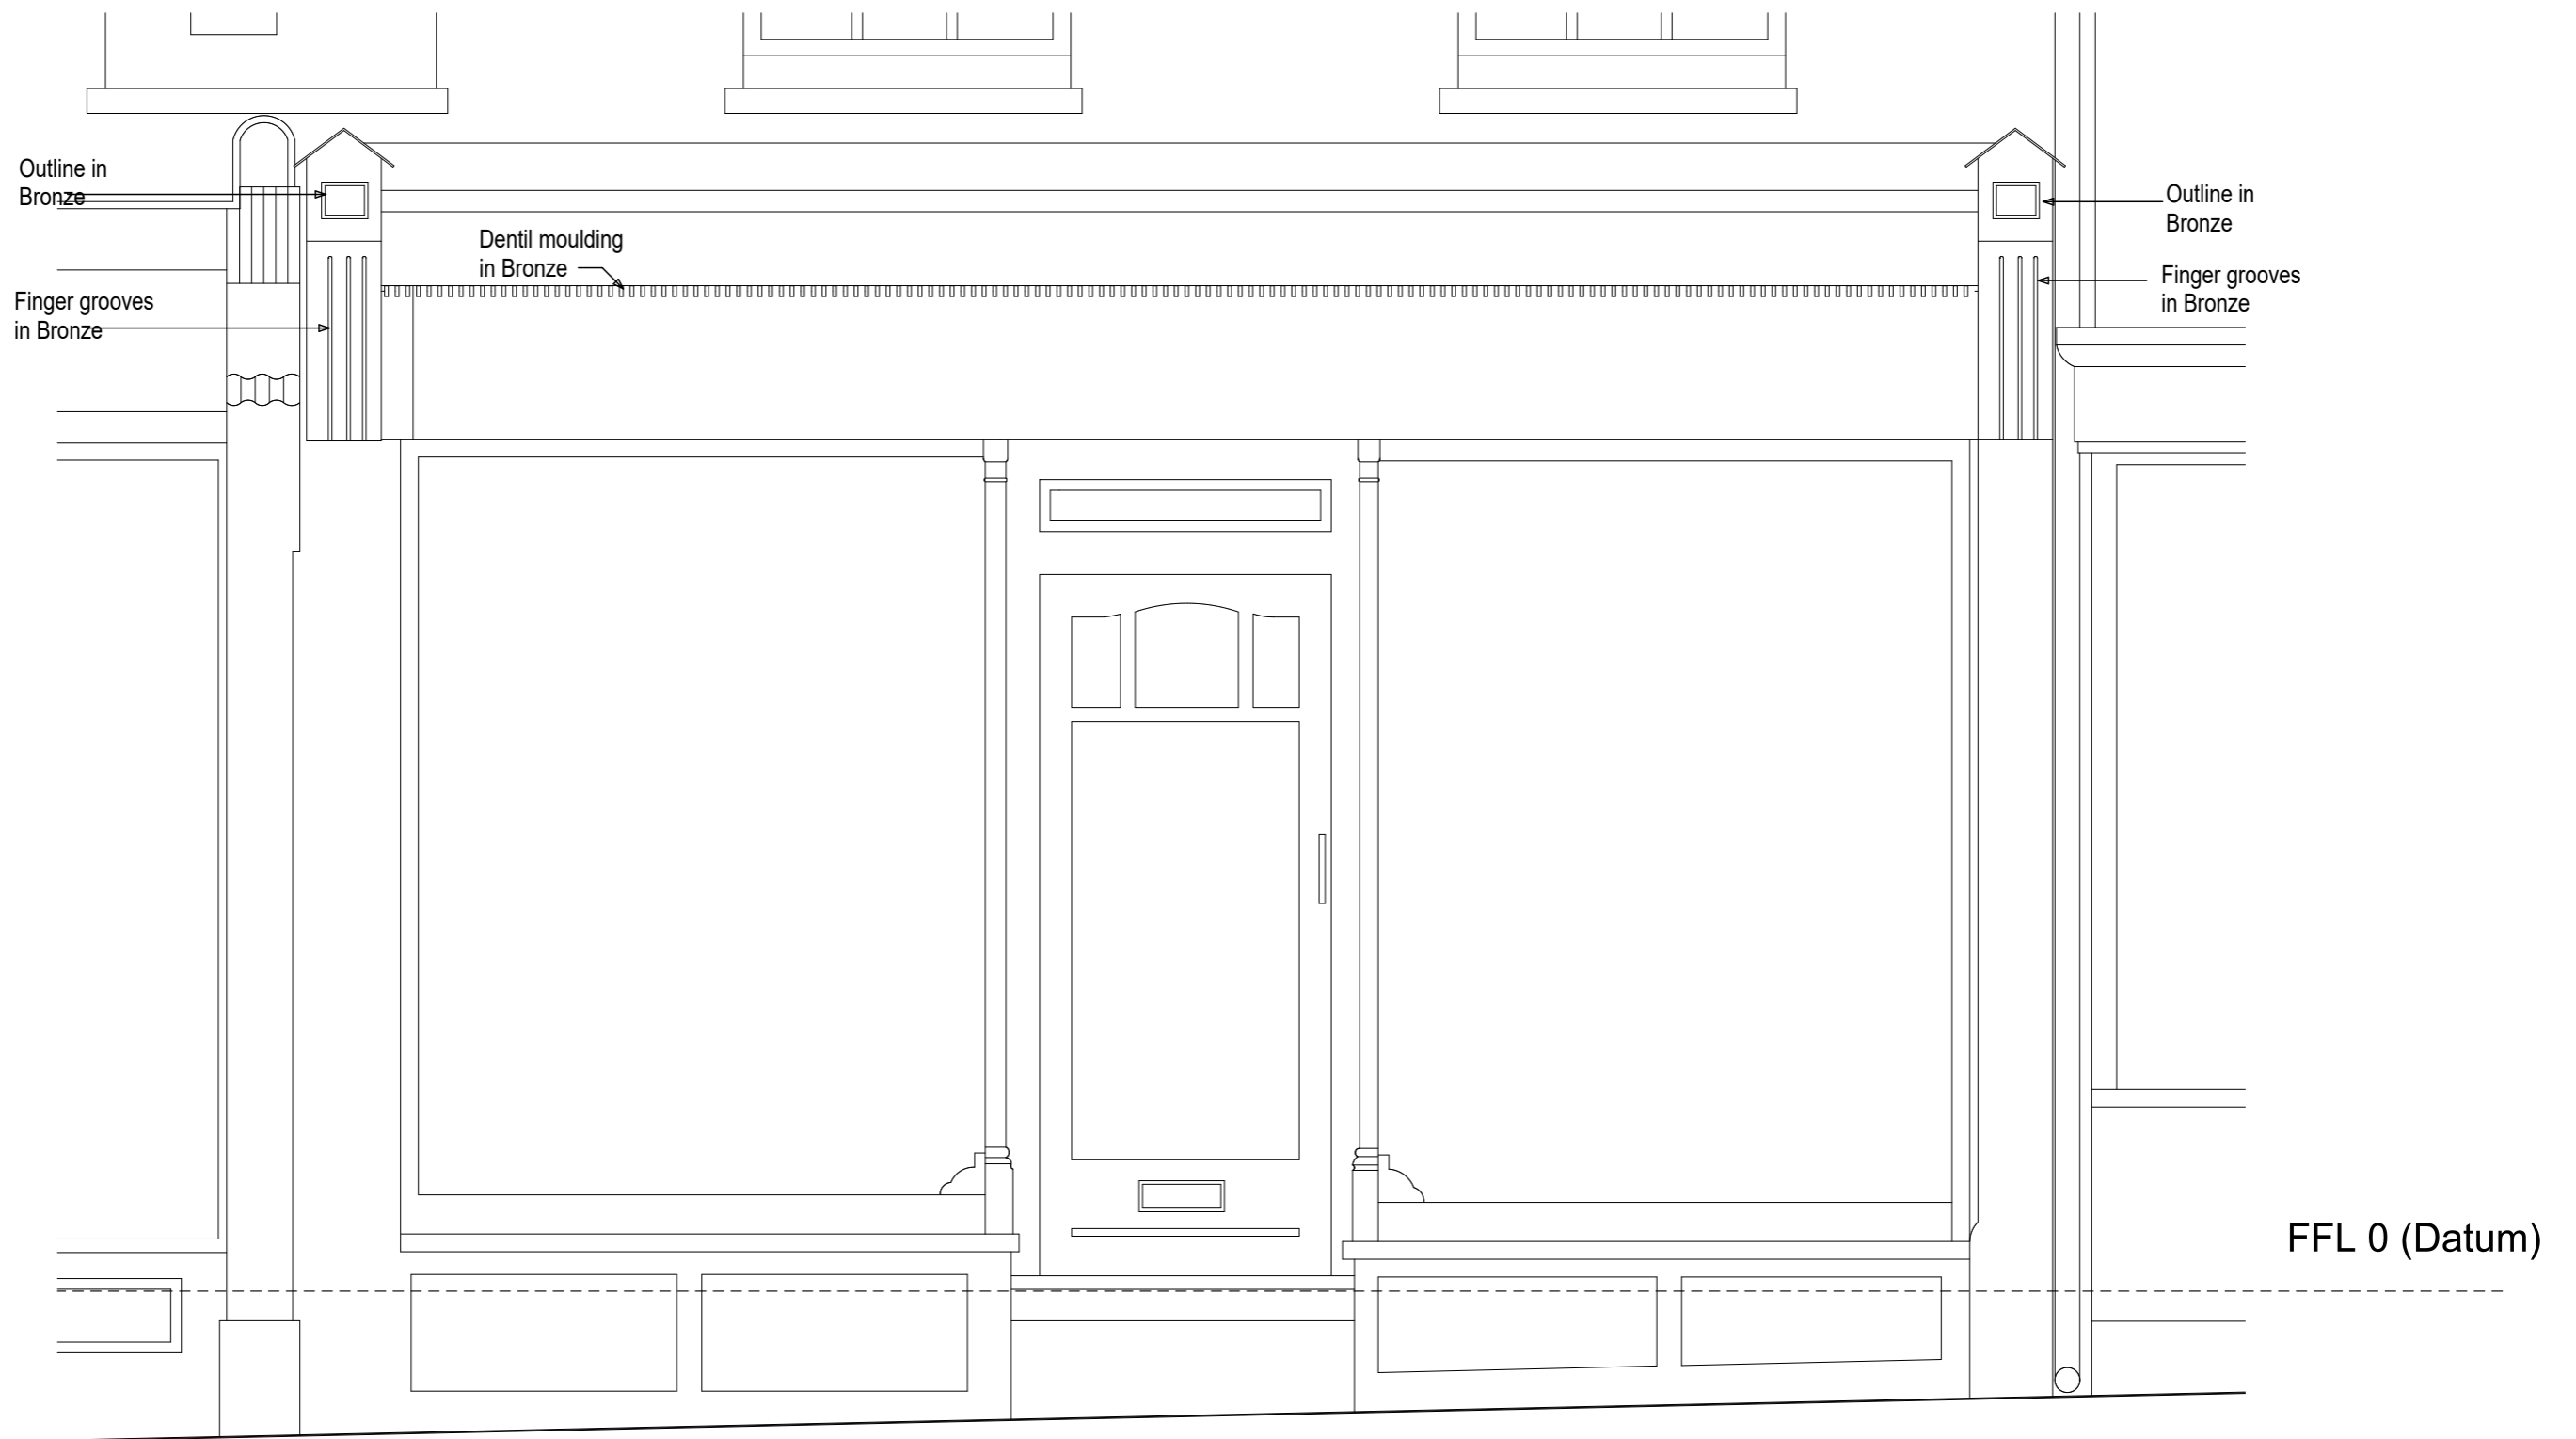 Outline in
Bronze
Outline in
Bronze
Dentil moulding
in Bronze
Finger grooves
in Bronze
Finger grooves
in Bronze
FFL 0 (Datum)